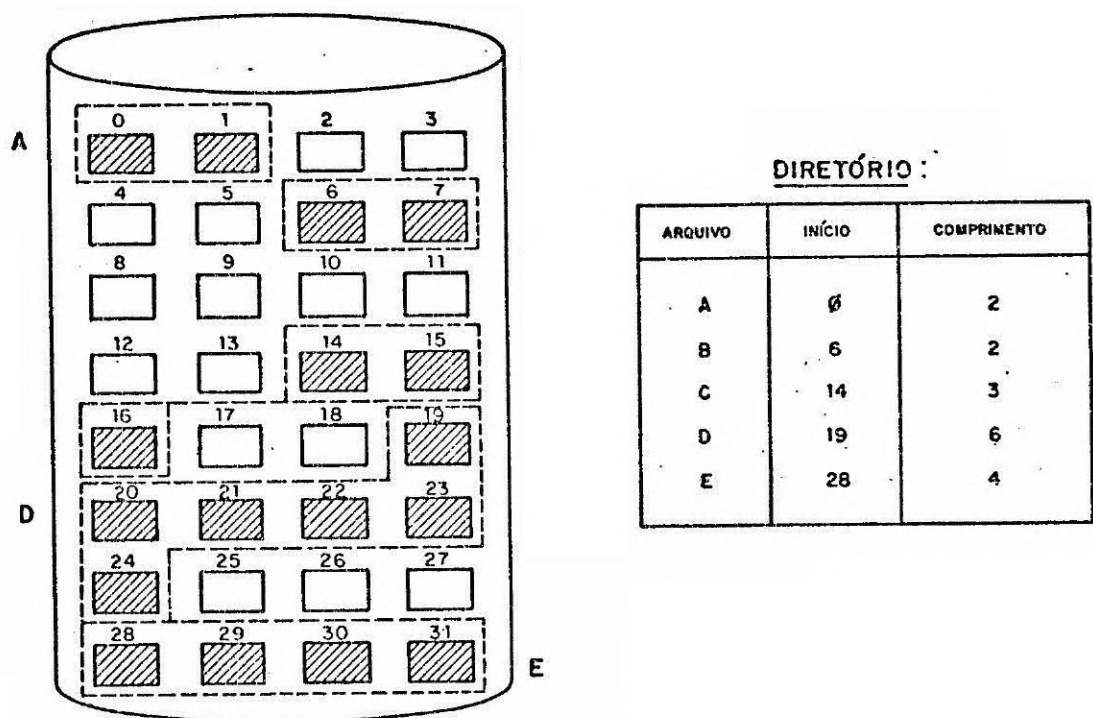 0 1 2 3
A
4 5 6 7
8 9 10 11
12 13 14 15
16 17 18 19
20 21 22 23
D
24 25 26 27
28 29 30 31
E
DIRETÓRIO :
ARQUIVO INÍCIO COMPRIMENTO
A Ø 2
B 6 2
C 14 3
D 19 6
E 28 4